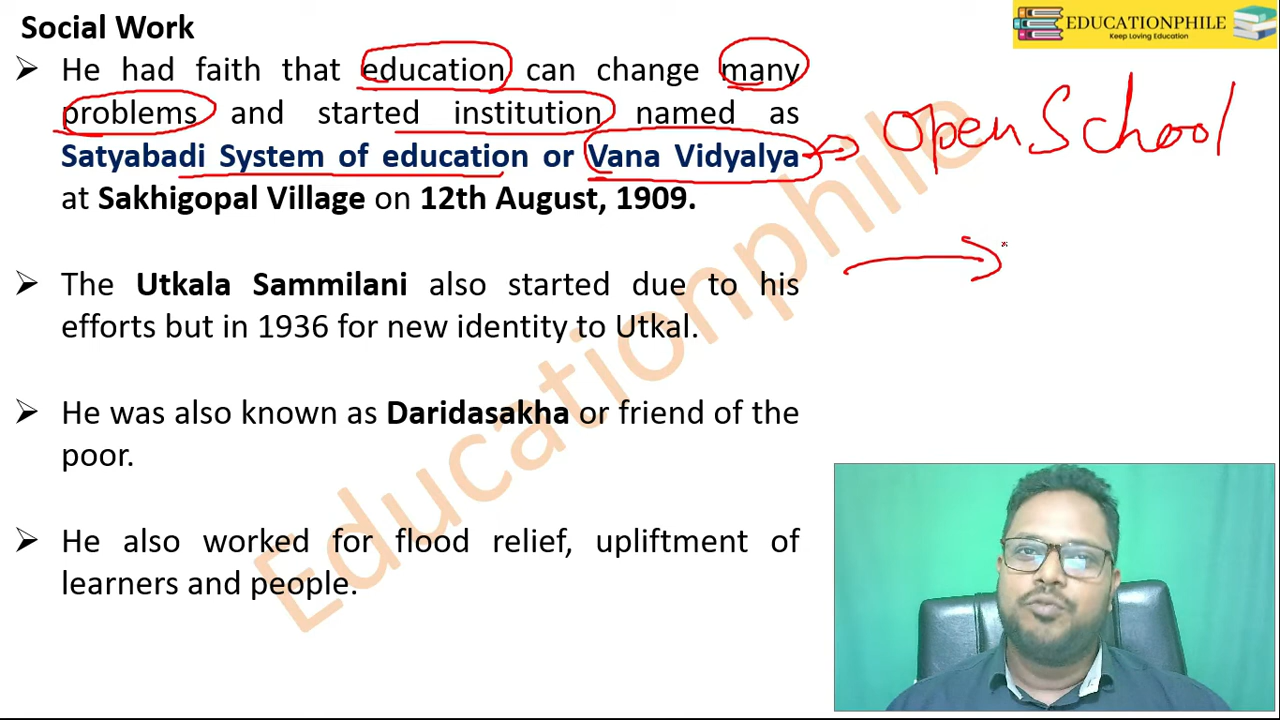 Social Work
EDUCATIONPHILE
Keep Loving Education
➢ He had faith that education can change many
problems and started institution named as
Satyabadi System of education or Vana Vidyalya
at Sakhigopal Village on 12th August, 1909.
Open School
➢ The Utkala Sammilani also started due to his
efforts but in 1936 for new identity to Utkal.
➢ He was also known as Daridasakha or friend of the
poor.
➢ He also worked for flood relief, upliftment of
learners and people.
Educationphile